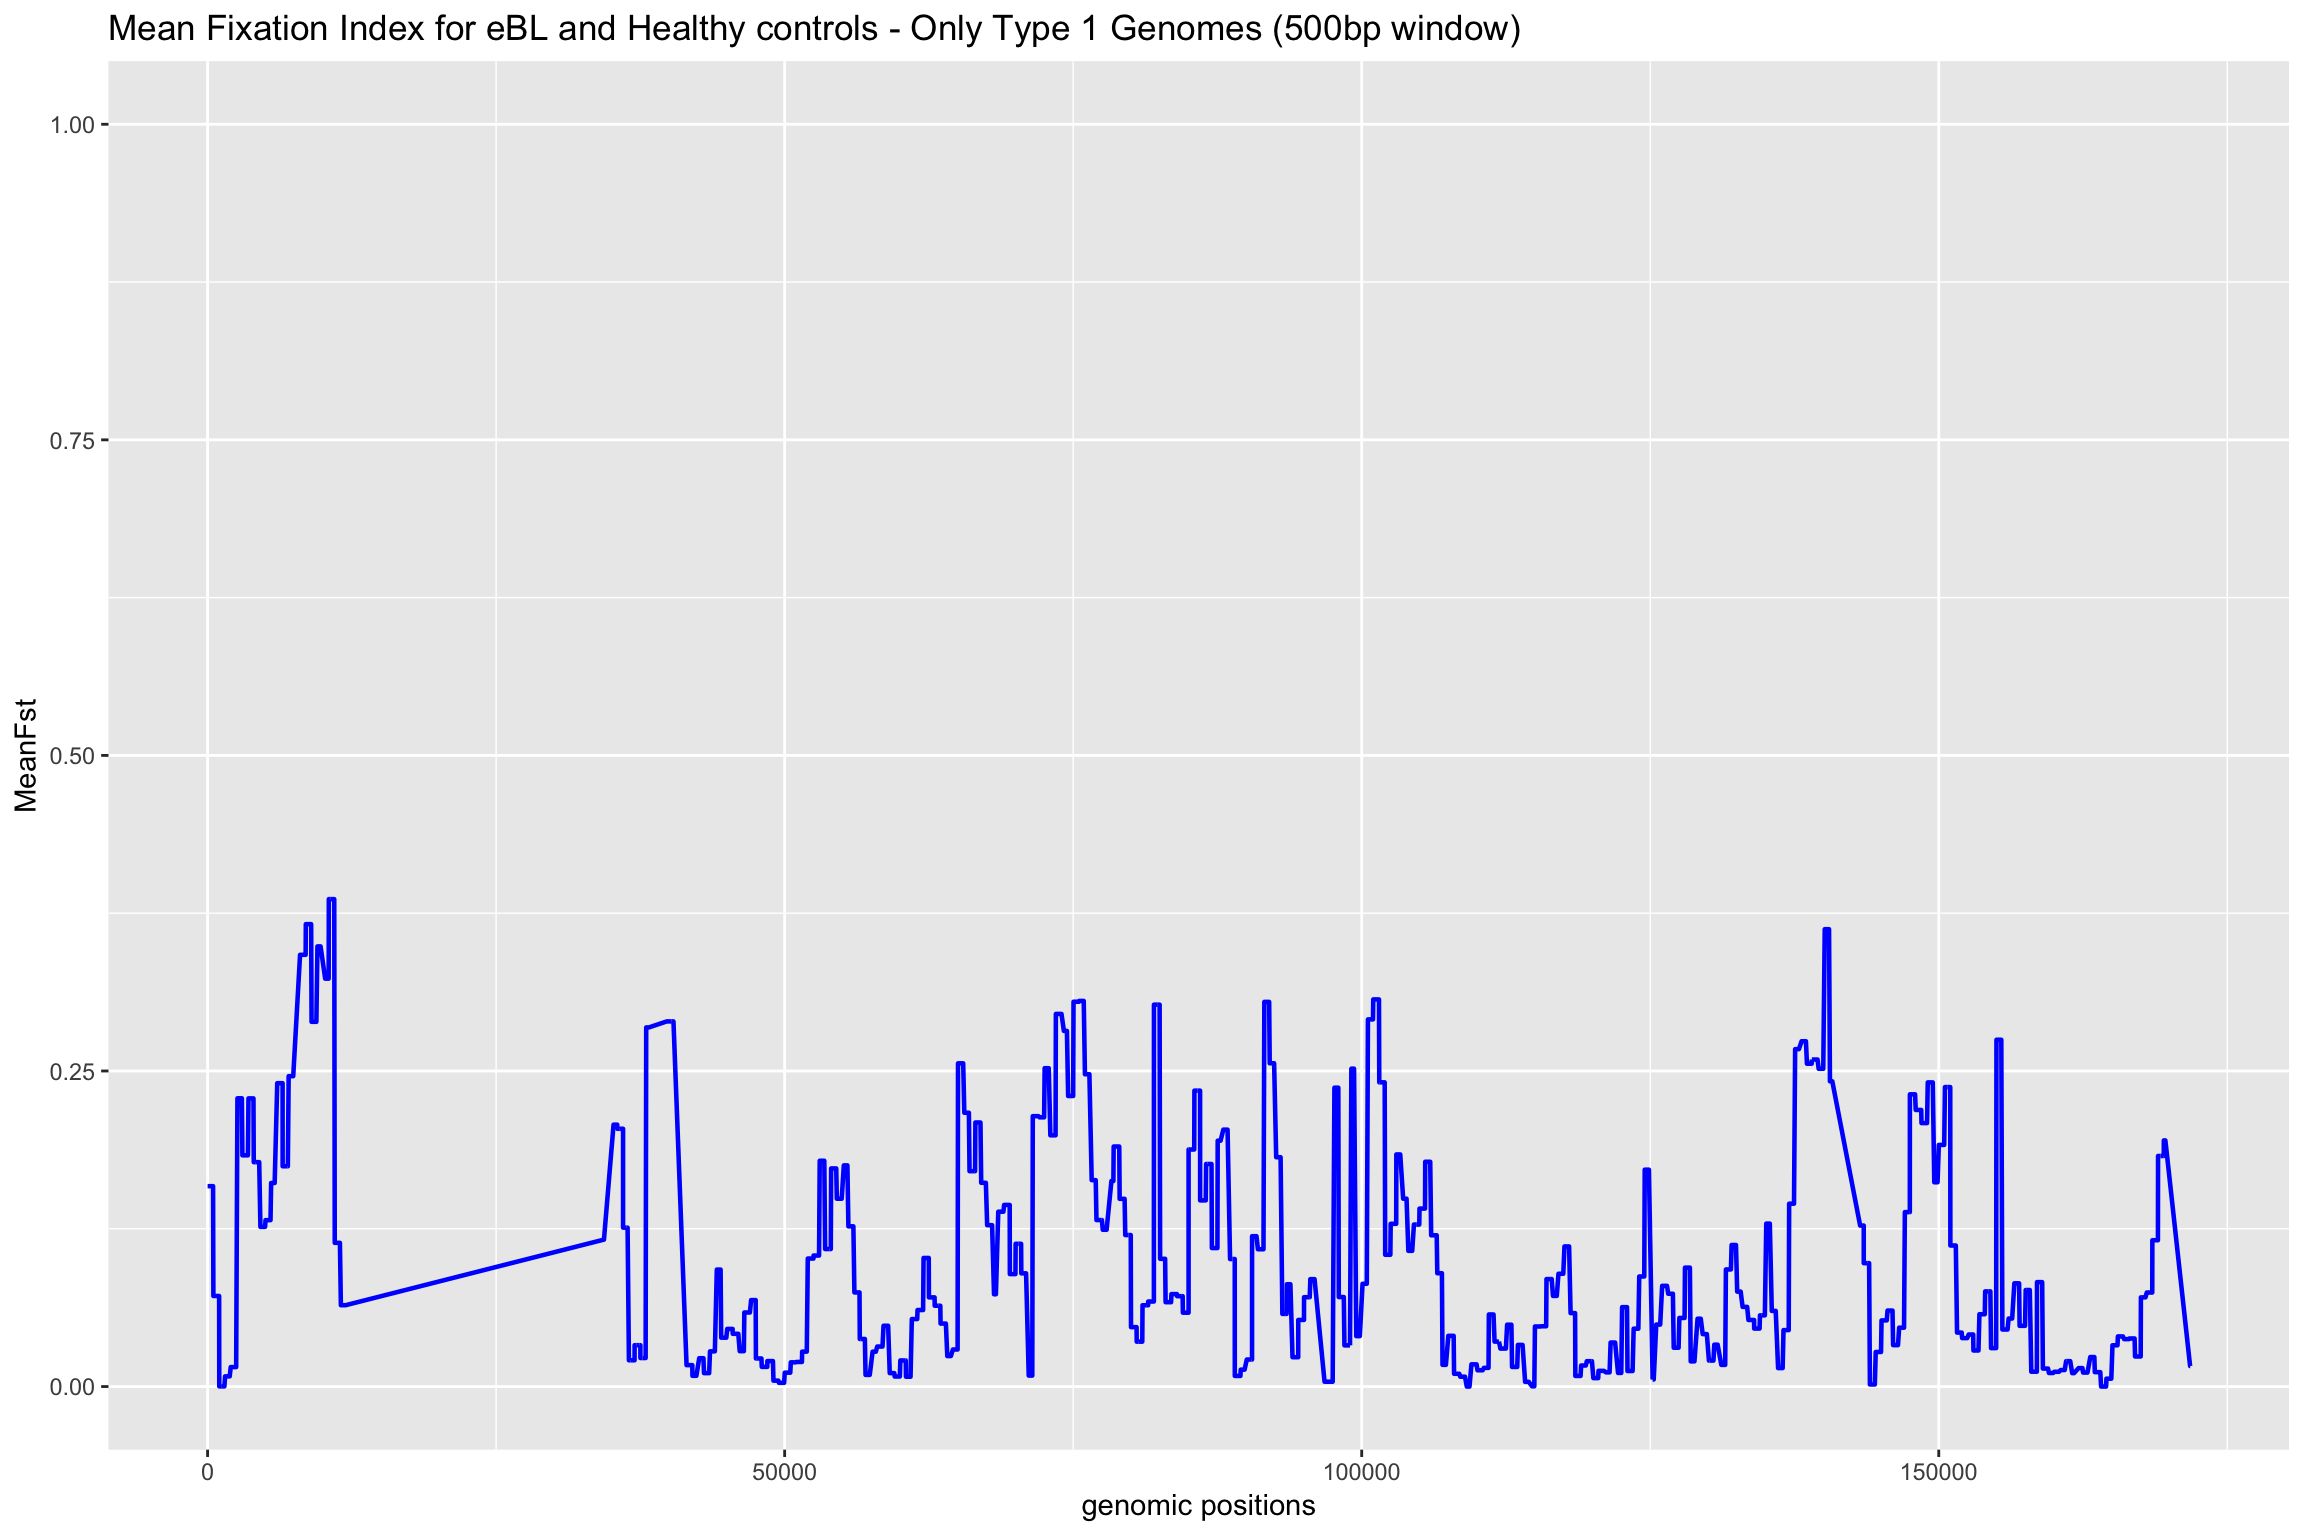 Mean Fixation Index for eBL and Healthy controls - Only Type 1 Genomes (500bp window)
1.00
0.75
0.50
0.25
0.00
MeanFst
0 50000 100000 150000
genomic positions